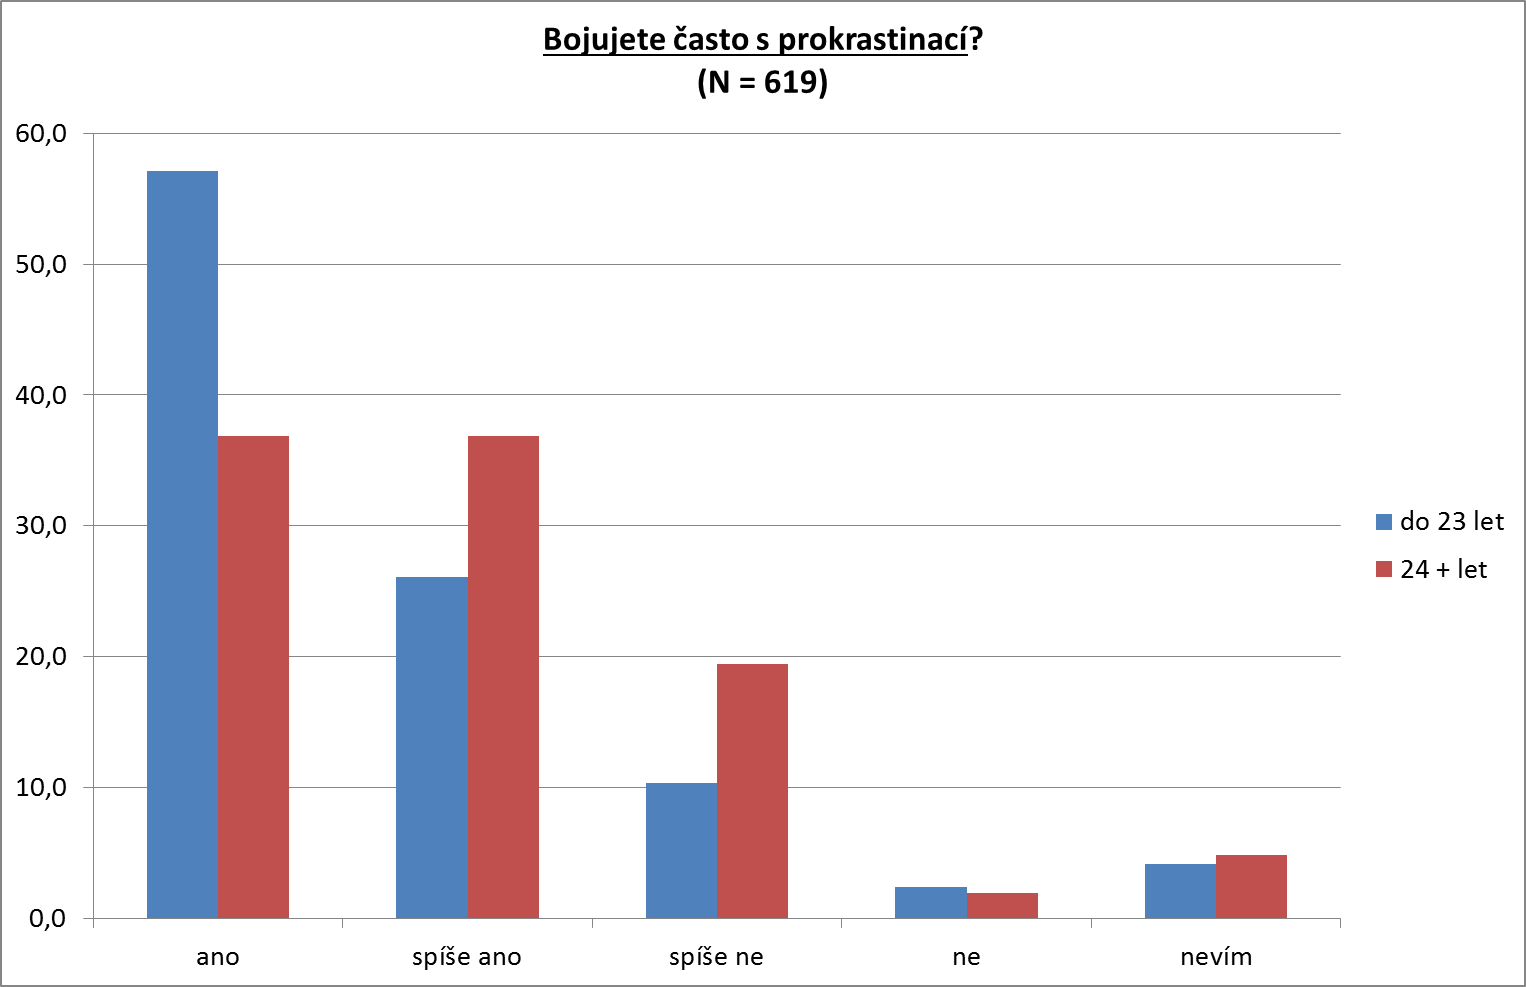 Bojujete často s prokrastinací?
(N = 619)
60,0
50,0
40,0
30,0
20,0
10,0
0,0
ano
spíše ano
spíše ne
ne
nevím
do 23 let
24 + let